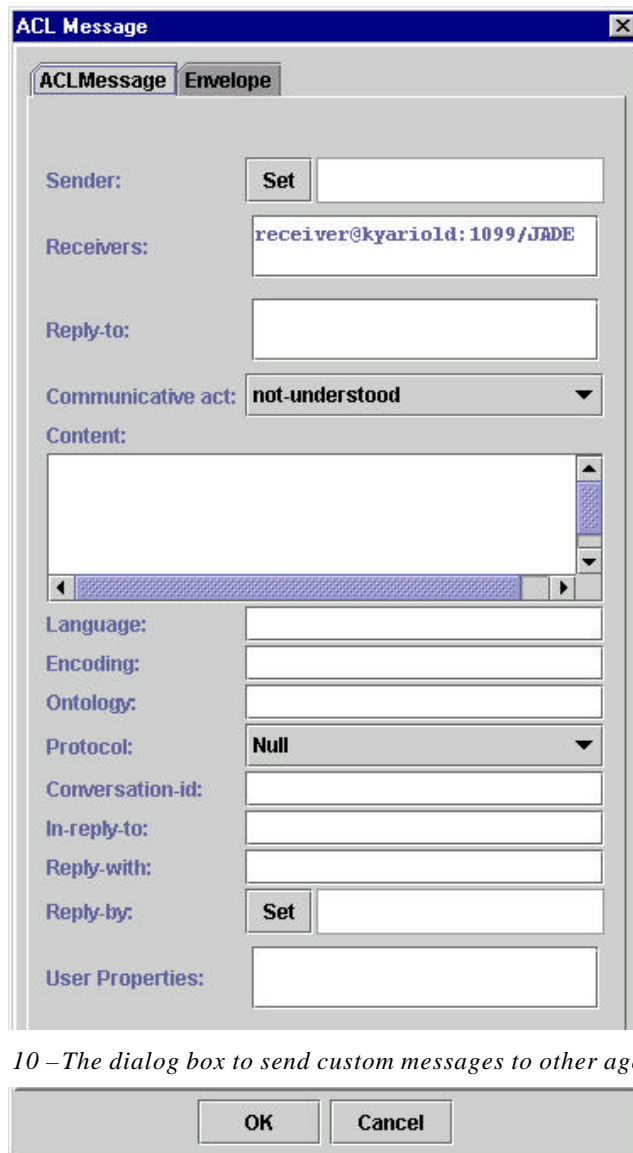 ACL Message
ACLMessage Envelope
Sender: Set
Receivers: receiver@kyariold:1099/JADE
Reply-to:
Communicative act: not-understood
Content:
Language:
Encoding:
Ontology:
Protocol: Null
Conversation-id:
In-reply-to:
Reply-with:
Reply-by: Set
User Properties:
10 – The dialog box to send custom messages to other
OK Cancel